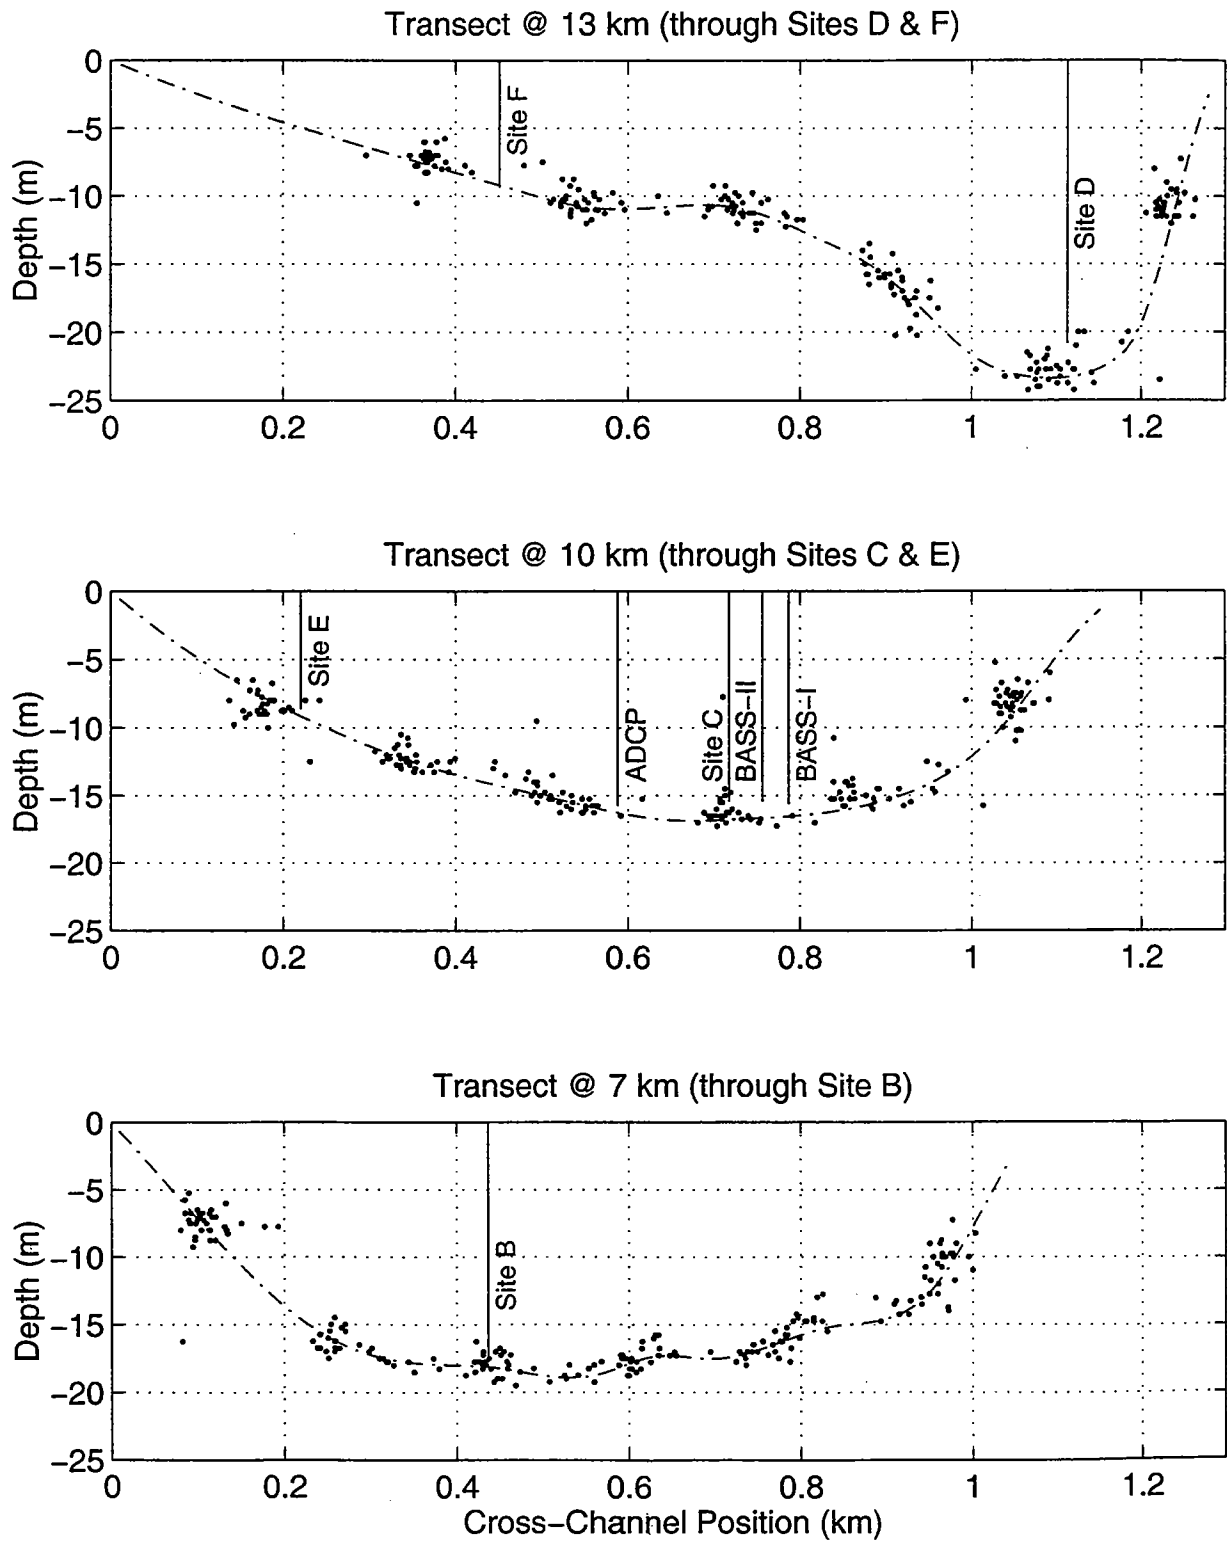 Transect @ 13 km (through Sites D & F)
0
−5
−10
−15
−20
−25
Depth (m)
Site F
Site D
0 0.2 0.4 0.6 0.8 1 1.2
Transect @ 10 km (through Sites C & E)
0
−5
−10
−15
−20
−25
Depth (m)
Site E
ADCP
Site C
BASS−II
BASS−I
0 0.2 0.4 0.6 0.8 1 1.2
Transect @ 7 km (through Site B)
0
−5
−10
−15
−20
−25
Depth (m)
Site B
0 0.2 0.4 0.6 0.8 1 1.2
Cross−Channel Position (km)